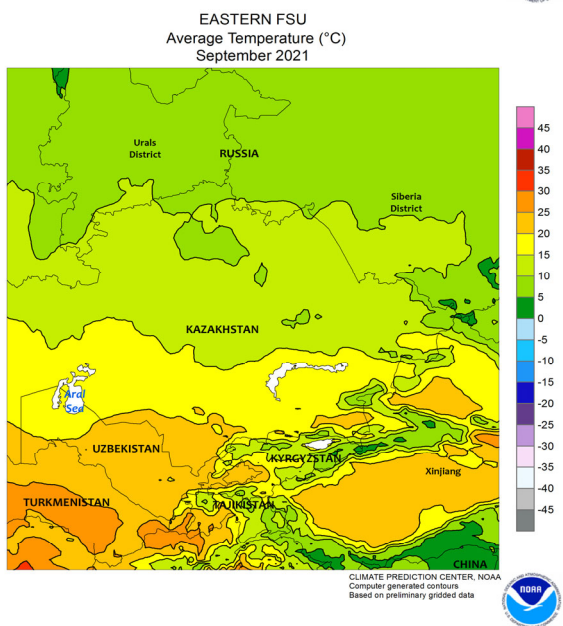 EASTERN FSU
Average Temperature (°C)
September 2021
Urals
District
RUSSIA
Siberia
District
KAZAKHSTAN
Aral
Sea
UZBEKISTAN
KYRGYZSTAN
Xinjiang
TURKMENISTAN
TAJIKISTAN
CHINA
45
40
35
30
25
20
15
10
5
0
-5
-10
-15
-20
-25
-30
-35
-40
-45
CLIMATE PREDICTION CENTER, NOAA
Computer generated contours
Based on preliminary gridded data
NOAA